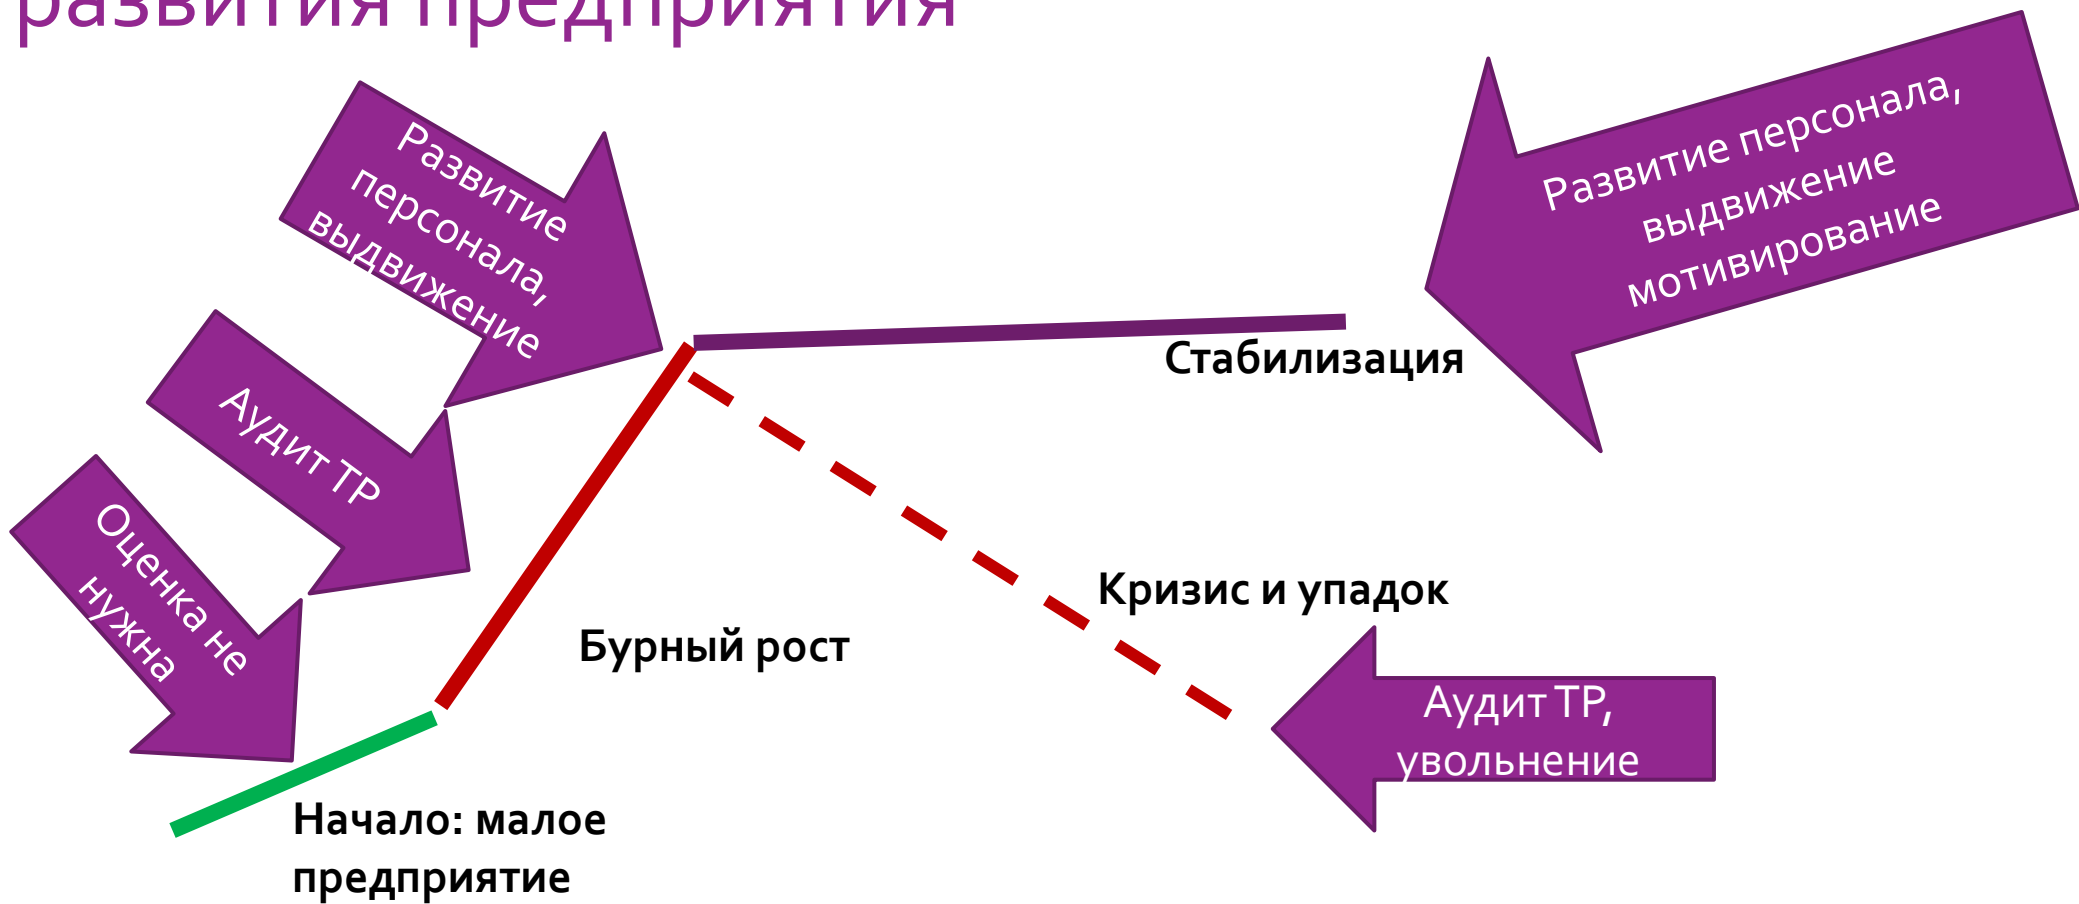 развития предприятия
Развитие
персонала,
выдвижение
Развитие персонала,
выдвижение
мотивирование
Аудит ТР
Стабилизация
Оценка не
нужна
Кризис и упадок
Бурный рост
Аудит ТР,
увольнение
Начало: малое
предприятие